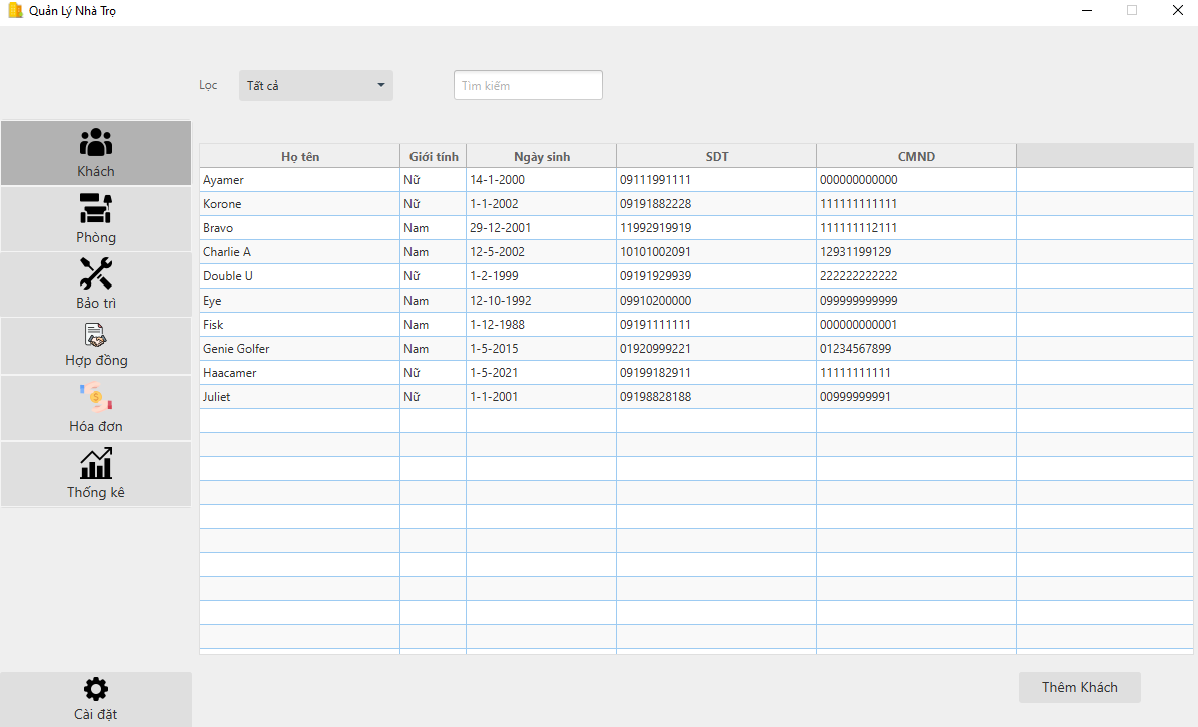 Quản Lý Nhà Trọ
Lọc Tất cả Tìm kiếm
Khách
Phòng
Bảo trì
Hợp đồng
Hóa đơn
Thống kê
Cài đặt
Họ tên Giới tính Ngày sinh SDT CMND
Ayamer Nữ 14-1-2000 09111991111 000000000000
Korone Nữ 1-1-2002 09191882228 111111111111
Bravo Nam 29-12-2001 11992919919 111111112111
Charlie A Nam 12-5-2002 10101002091 12931199129
Double U Nữ 1-2-1999 09191929939 222222222222
Eye Nam 12-10-1992 09910200000 099999999999
Fisk Nam 1-12-1988 09191111111 000000000001
Genie Golfer Nam 1-5-2015 01920999221 01234567899
Haacamer Nữ 1-5-2021 09199182911 11111111111
Juliet Nữ 1-1-2001 09198828188 00999999991
Thêm Khách